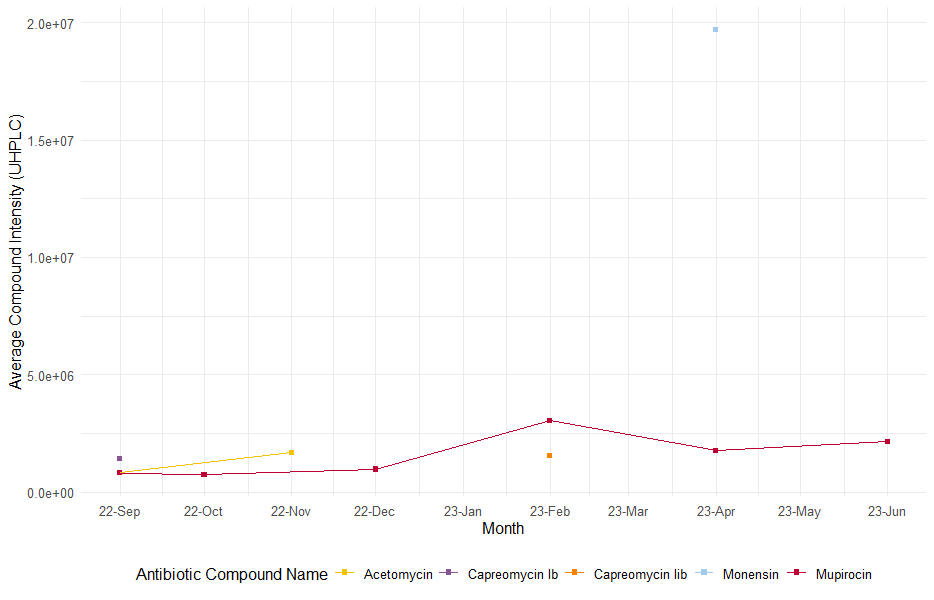 2.0e+07
1.5e+07
1.0e+07
5.0e+06
0.0e+00
Average Compound Intensity (UHPLC)
22-Sep 22-Oct 22-Nov 22-Dec 23-Jan 23-Feb 23-Mar 23-Apr 23-May 23-Jun
Month
Antibiotic Compound Name Acetomycin Capreomycin Ib Capreomycin Iib Monensin Mupirocin